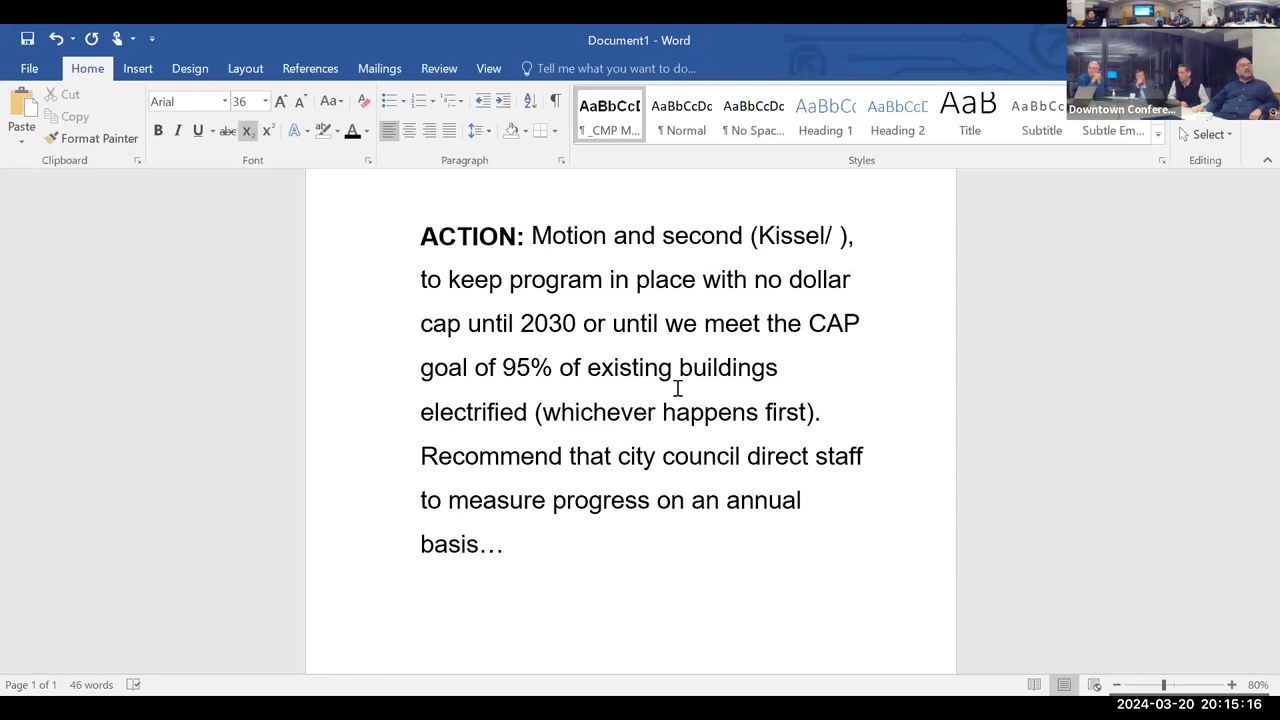 Document1 - Word
File Home Insert Design Layout References Mailings Review View Tell me what you want to do...
Paste
Cut
Copy
Format Painter
Clipboard
Arial 36
Font
Paragraph
AaBbCcI AaBbCcDc AaBbCcDc AaBbCc AaBbCcD AaB AaBbCcD
¶ _CMP M... ¶ Normal ¶ No Spac... Heading 1 Heading 2 Title Subtitle Subtle Em...
Styles
Select
Editing
Downtown Confere...
ACTION: Motion and second (Kissel/ ),
to keep program in place with no dollar
cap until 2030 or until we meet the CAP
goal of 95% of existing buildings
electrified (whichever happens first).
Recommend that city council direct staff
to measure progress on an annual
basis…
Page 1 of 1 46 words 80%
2024-03-20 20:15:16